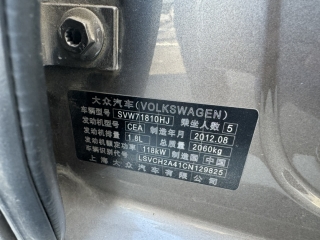 大众汽车(VOLKSWAGEN)
车辆型号 SVW71810HJ 乘坐人数 5
发动机型号 CEA 制造年月 2012.08
发动机排量 1.8L 总质量 2060kg
发动机额定功率 118kW 制造国 中国
车辆识别代号 LSVCH2A41CN129825
上海大众汽车有限公司